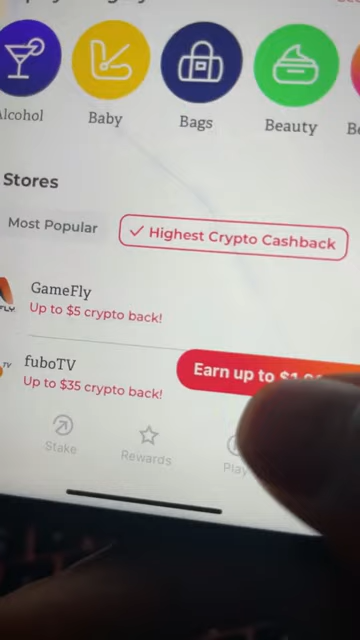 Alcohol
Baby
Bags
Beauty
Stores
Most Popular
Highest Crypto Cashback
GameFly
Up to $5 crypto back!
fuboTV
Up to $35 crypto back!
Earn up to
Stake
Rewards
Play